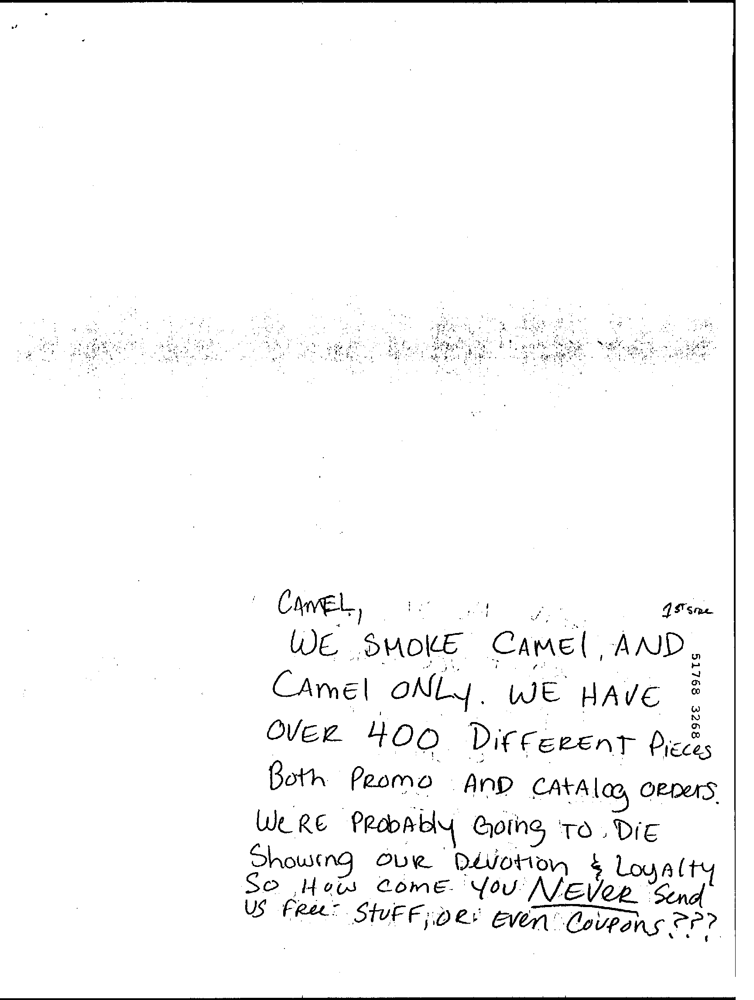 CAMEL,
1ST SIDE
WE SMOKE CAMEl, AND
CAMEl ONLY. WE HAVE
OVER 400 DiFFERENT PiECES
Both PROMO AND CATAlog ORDERS.
WE RE PRObAbly Going TO DiE
Showing OUR DEVOTION & LoyAlTy
So How COME YOU NEVER Send
US FREE STUFF, OR EVEn COUPONS???
51768 3268